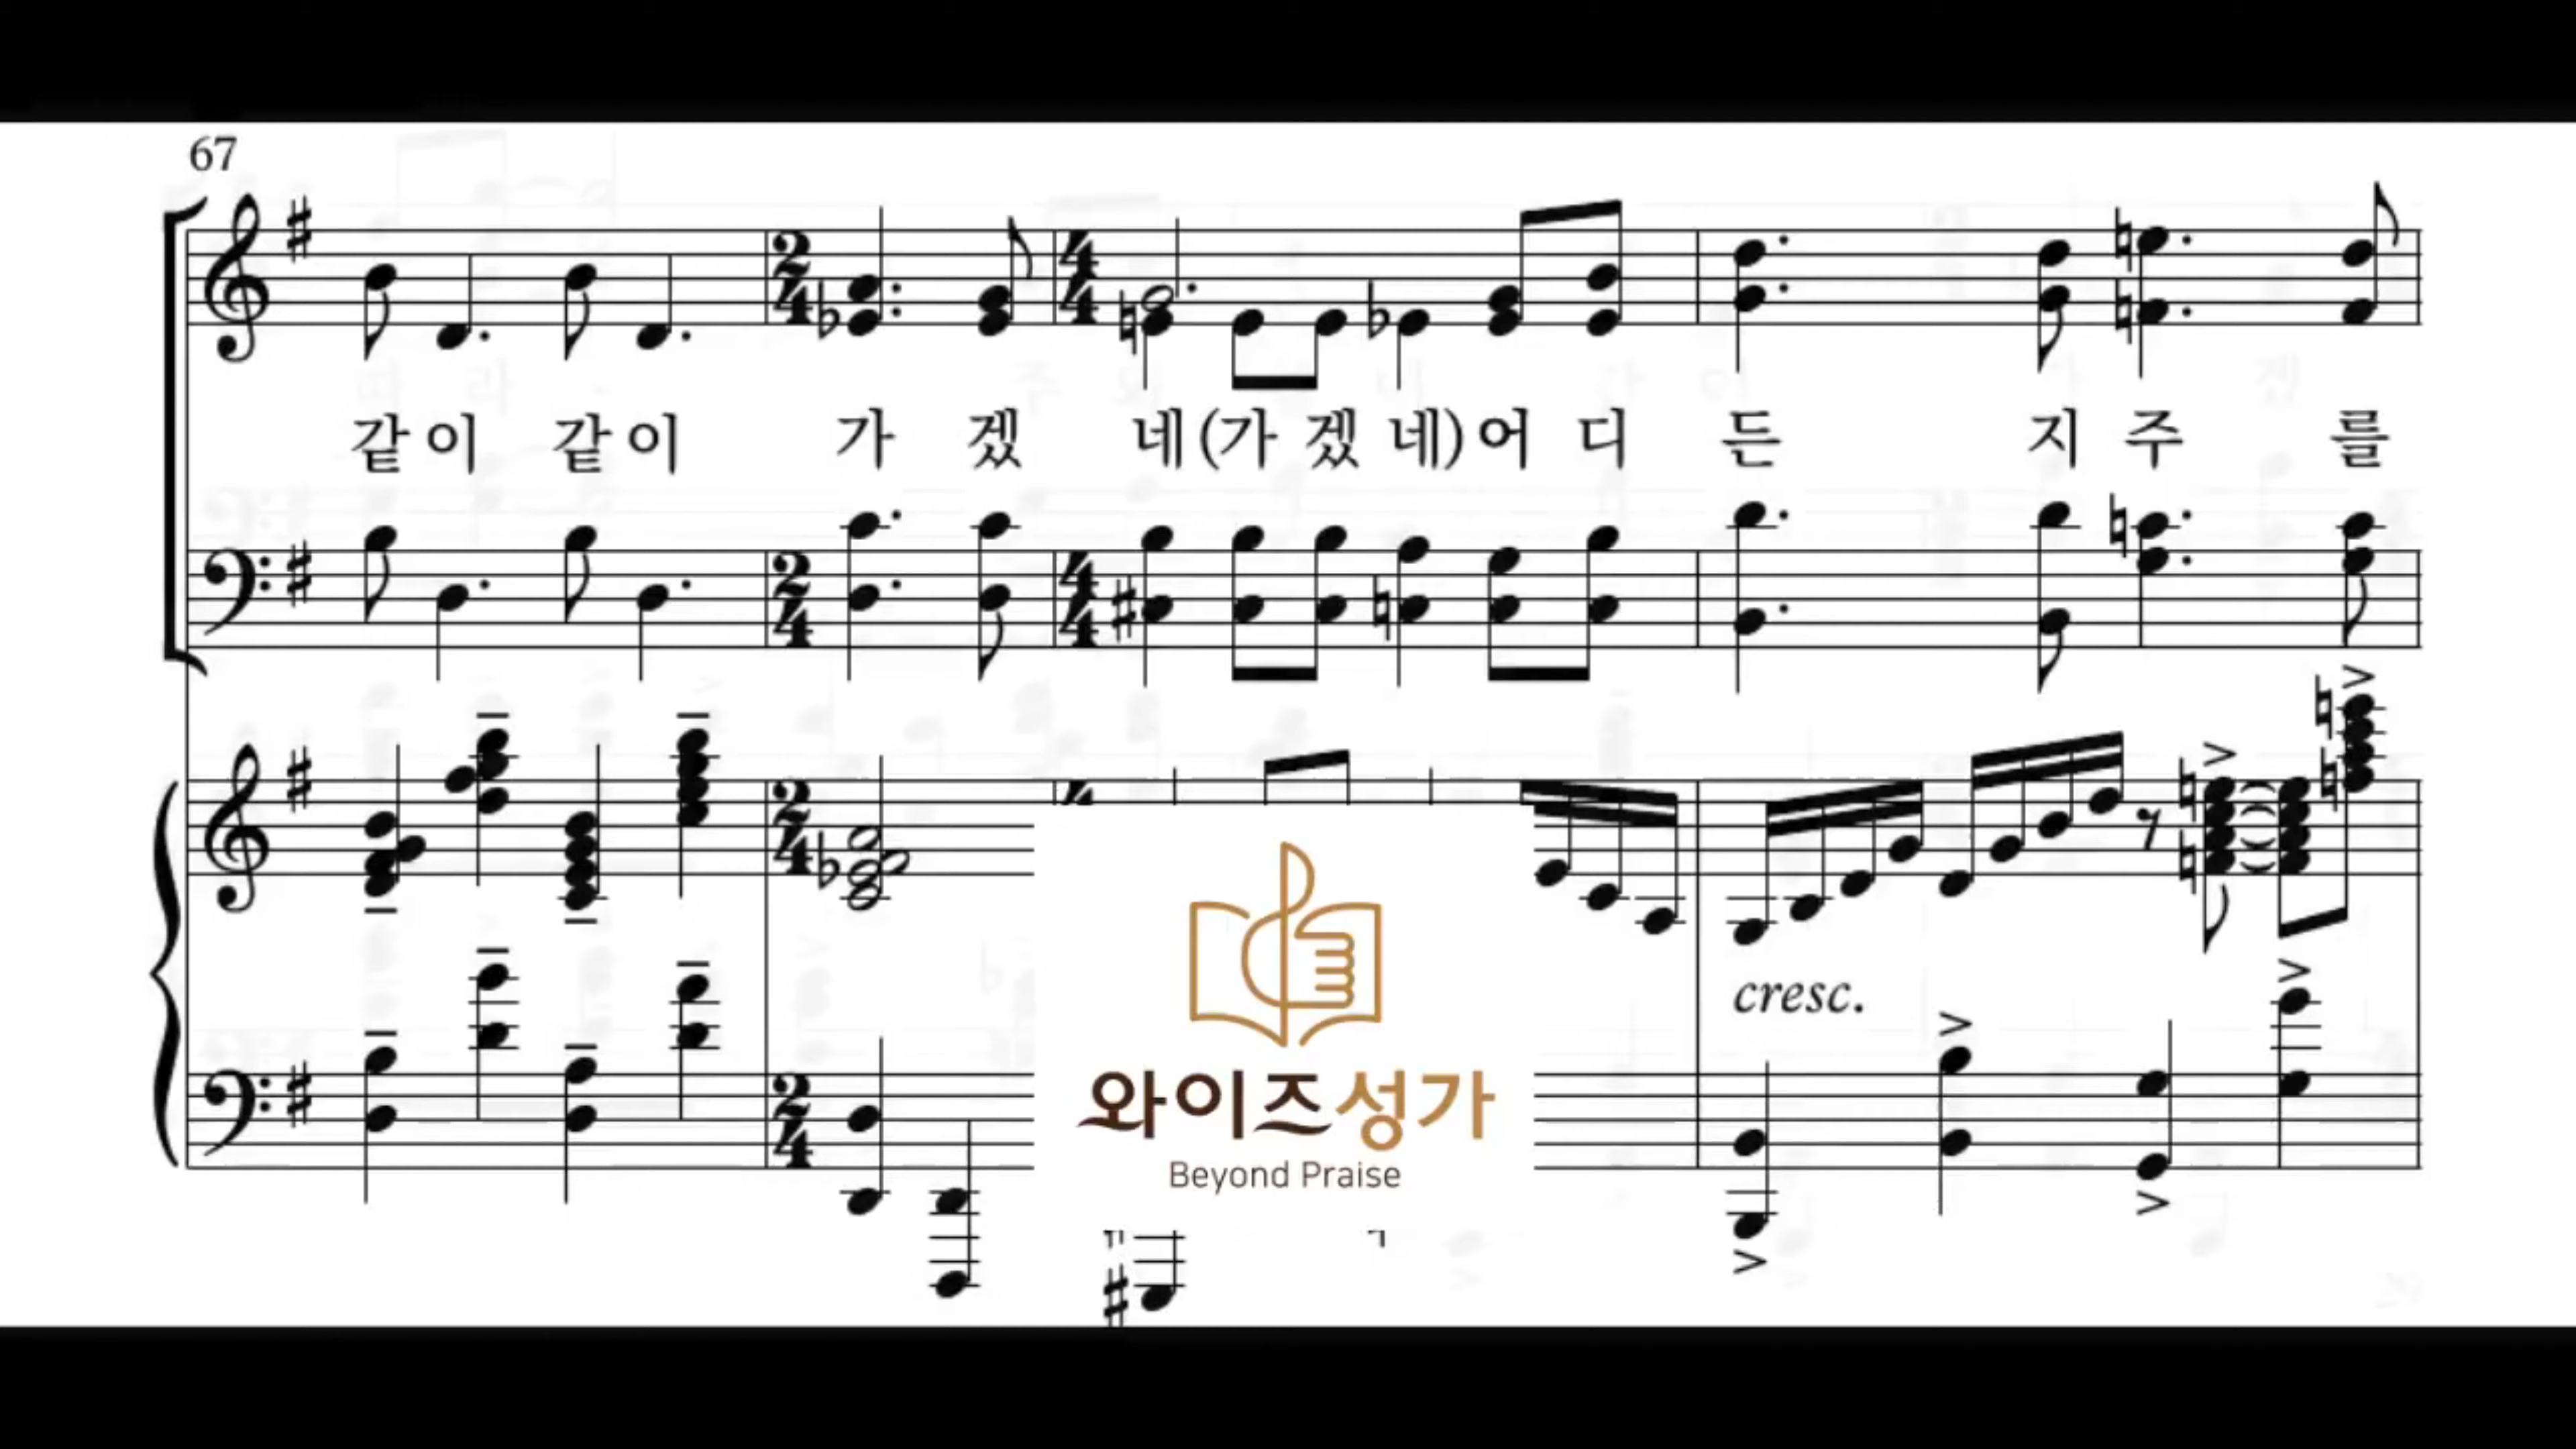 67
같이 같이 가 겠 네(가 겠 네)어 디 든 지 주 를
cresc.
와이즈성가
Beyond Praise